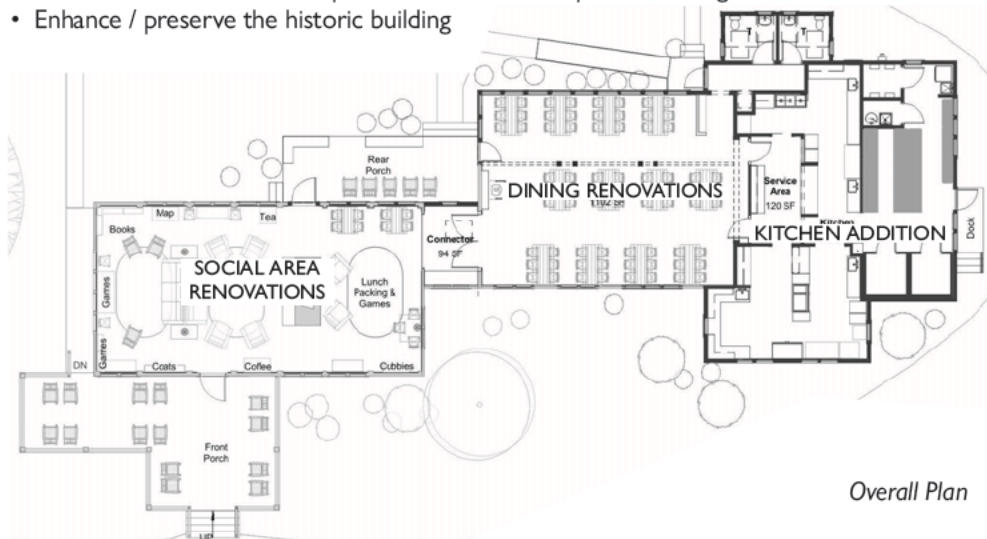 • Enhance / preserve the historic building
T
T
Rear
Porch
DINING RENOVATIONS
Service
Area
120 SF
Map
Tea
Books
Connector
94 SF
Kitchen
KITCHEN ADDITION
Dock
SOCIAL AREA
RENOVATIONS
Lunch
Packing &
Games
Games
Games
DN
Coats
Coffee
Cubbies
Front
Porch
Overall Plan
UP